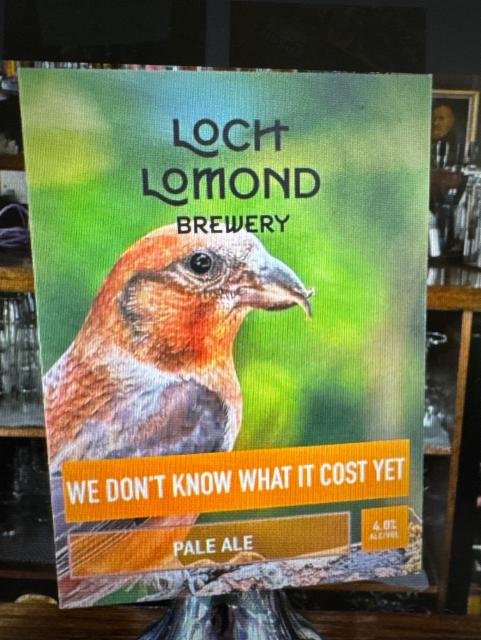 LOCH
LOMOND
BREWERY
WE DON'T KNOW WHAT IT COST YET
PALE ALE
4.0%
ALC/VOL